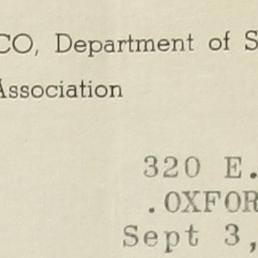 CO, Department of S
Association
320 E.
.OXFOR
Sept 3,